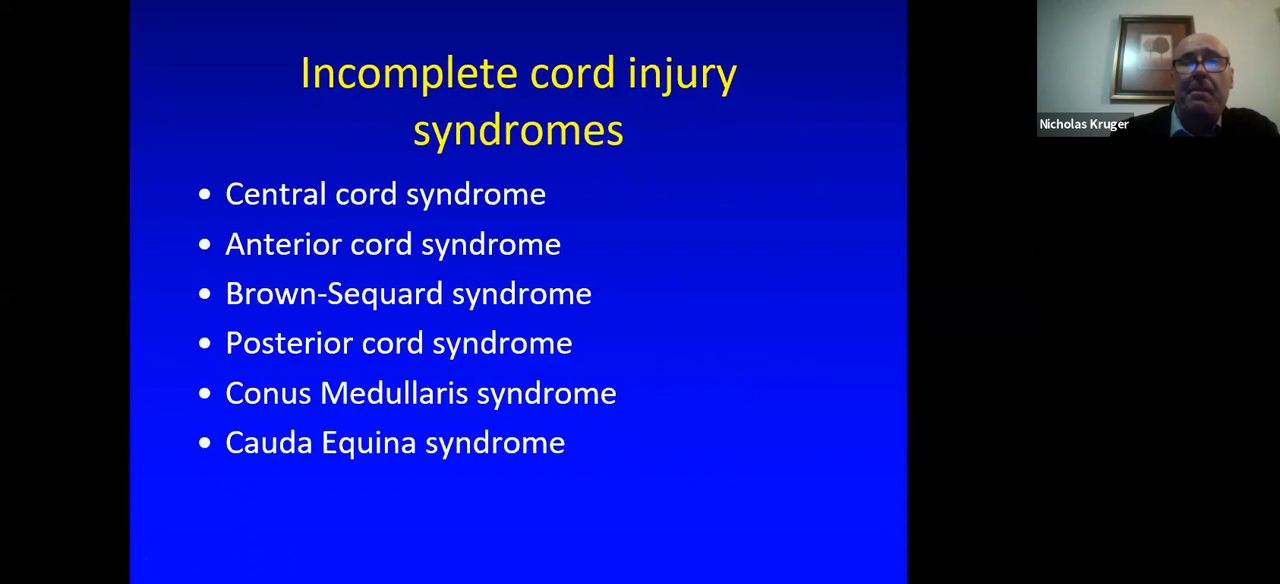 Incomplete cord injury
syndromes
• Central cord syndrome
• Anterior cord syndrome
• Brown-Sequard syndrome
• Posterior cord syndrome
• Conus Medullaris syndrome
• Cauda Equina syndrome
Nicholas Kruger